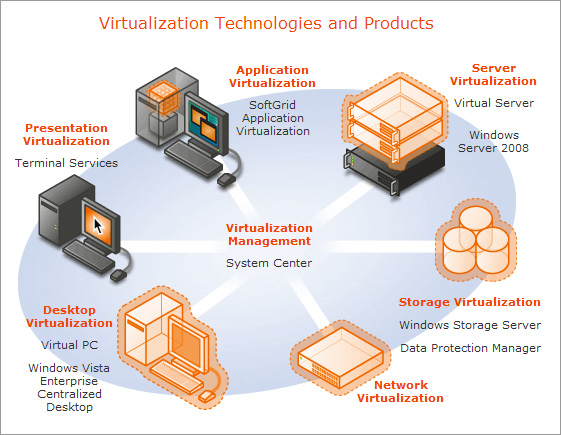 Virtualization Technologies and Products
Application
Virtualization
SoftGrid
Application
Virtualization
Server
Virtualization
Virtual Server
Windows
Server 2008
Presentation
Virtualization
Terminal Services
Virtualization
Management
System Center
Storage Virtualization
Windows Storage Server
Data Protection Manager
Desktop
Virtualization
Virtual PC
Windows Vista
Enterprise
Centralized
Desktop
Network
Virtualization